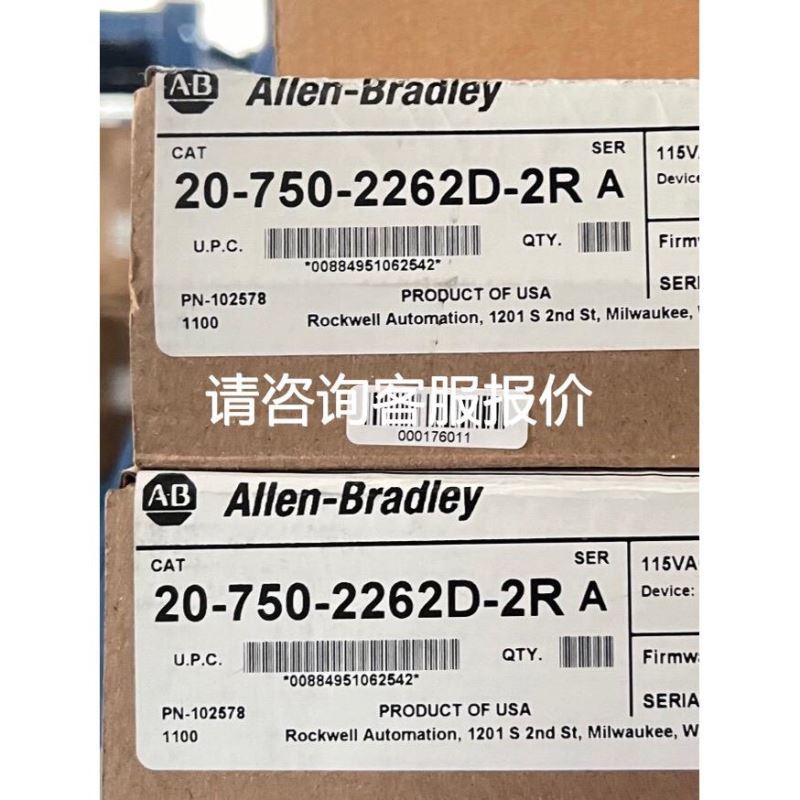 AB Allen-Bradley
CAT SER
20-750-2262D-2R A
115V
Device
U.P.C. QTY.
*00884951062542*
Firm
SERI
PN-102578 PRODUCT OF USA
1100 Rockwell Automation, 1201 S 2nd St, Milwaukee,
请咨询客服报价
000176011
AB Allen-Bradley
CAT SER
20-750-2262D-2R A
115VA
Device:
U.P.C. QTY.
*00884951062542*
Firmw
SERIA
PN-102578 PRODUCT OF USA
1100 Rockwell Automation, 1201 S 2nd St, Milwaukee, W